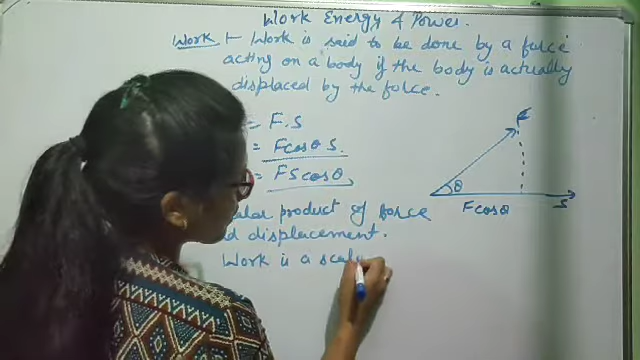 Work Energy & Power.
Work :- Work is said to be done by a force
acting on a body if the body is actually
displaced by the force.
= F.S
= Fcosθ S.
= FScosθ
product of force
displacement.
Work is a scal
F
θ
Fcosθ
S